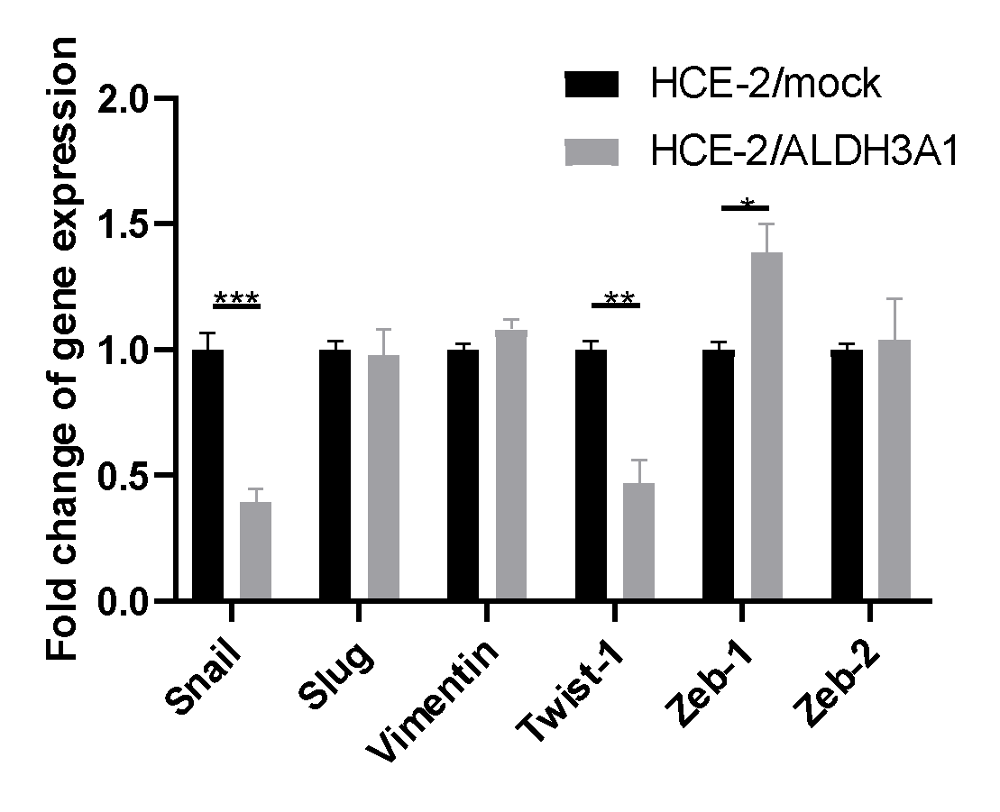 Fold change of gene expression
HCE-2/mock
HCE-2/ALDH3A1
2.0
1.5
1.0
0.5
0.0
***
**
*
Snail
Slug
Vimentin
Twist-1
Zeb-1
Zeb-2